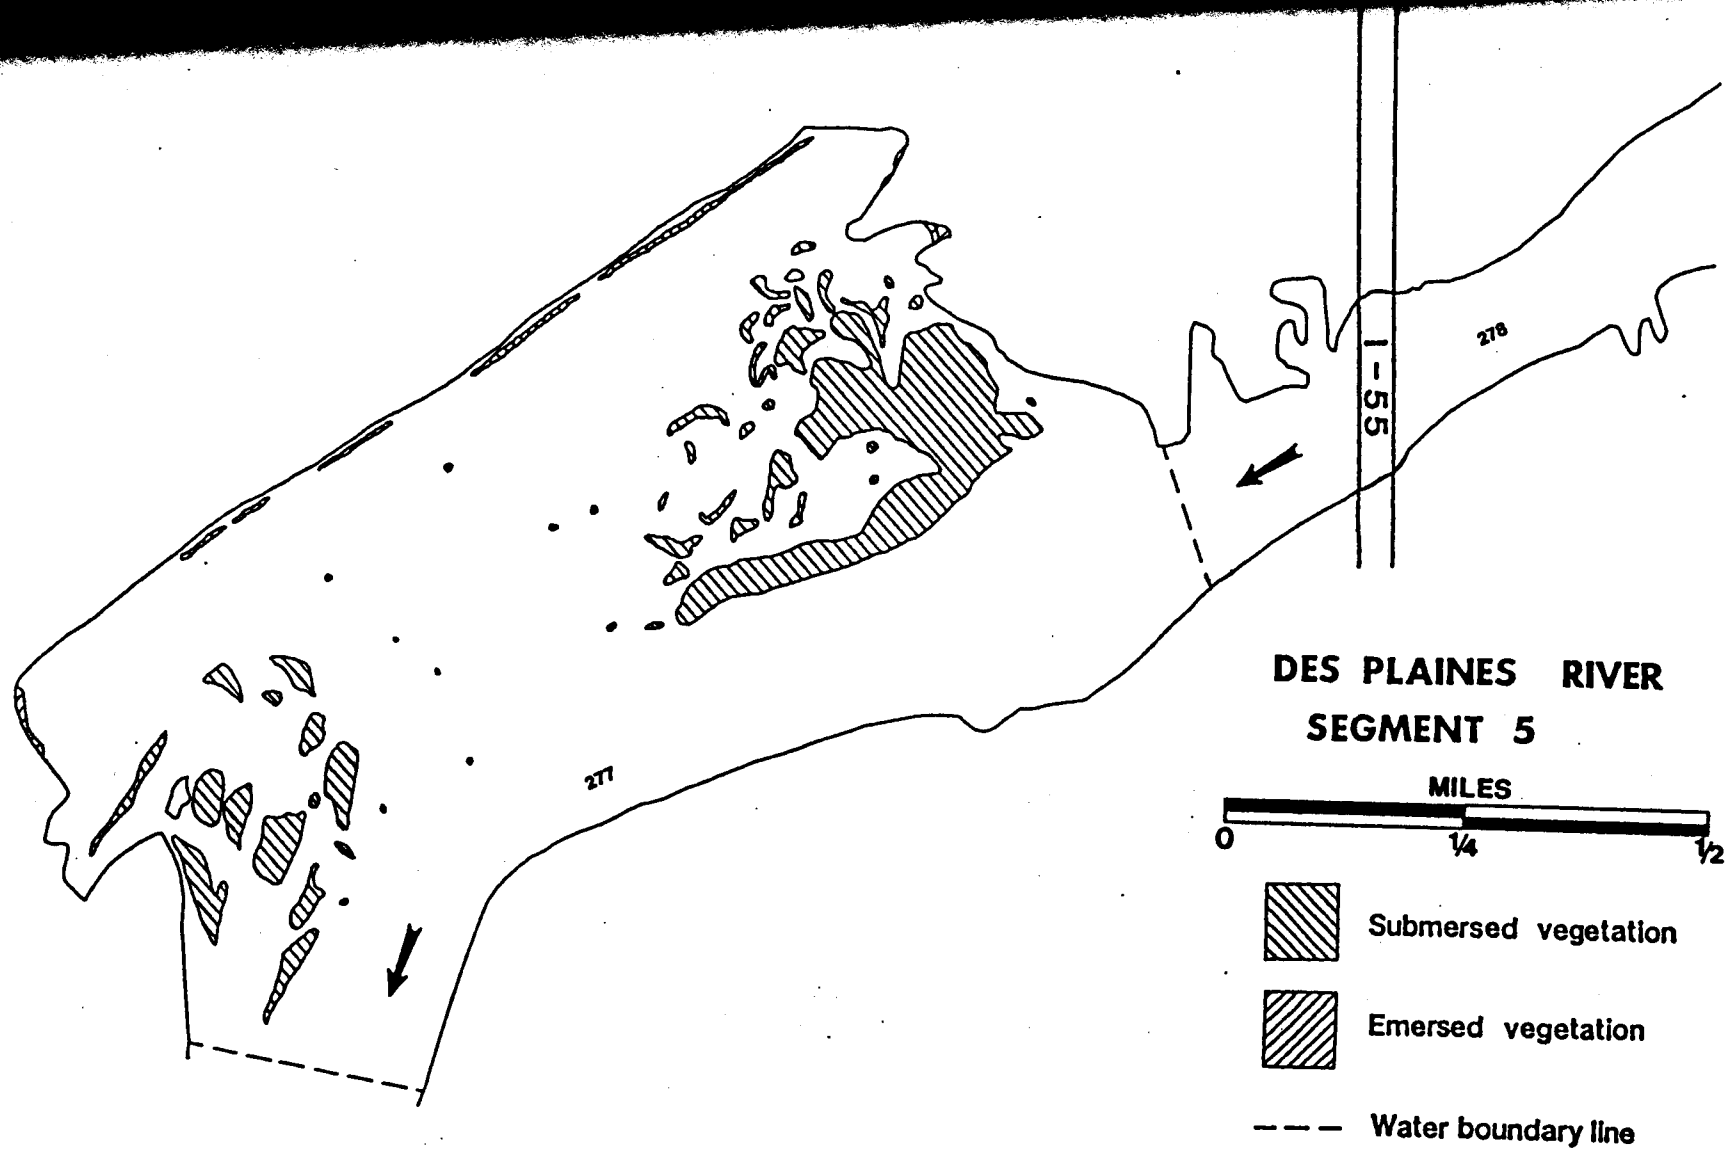 278
I-55
277
DES PLAINES RIVER
SEGMENT 5
MILES
0 1/4 1/2
Submersed vegetation
Emersed vegetation
Water boundary line